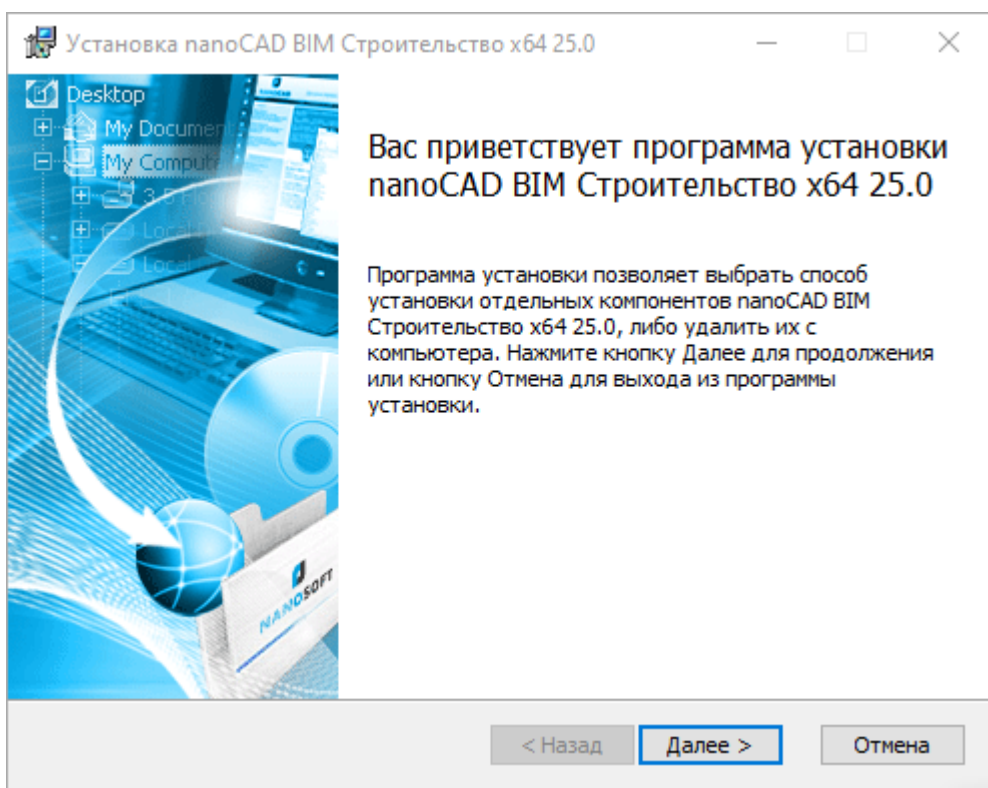 Установка nanoCAD BIM Строительство x64 25.0
Desktop
My Documen
My Compute
Вас приветствует программа установки
nanoCAD BIM Строительство x64 25.0
Программа установки позволяет выбрать способ
установки отдельных компонентов nanoCAD BIM
Строительство x64 25.0, либо удалить их с
компьютера. Нажмите кнопку Далее для продолжения
или кнопку Отмена для выхода из программы
установки.
NANOSOFT
< Назад
Далее >
Отмена